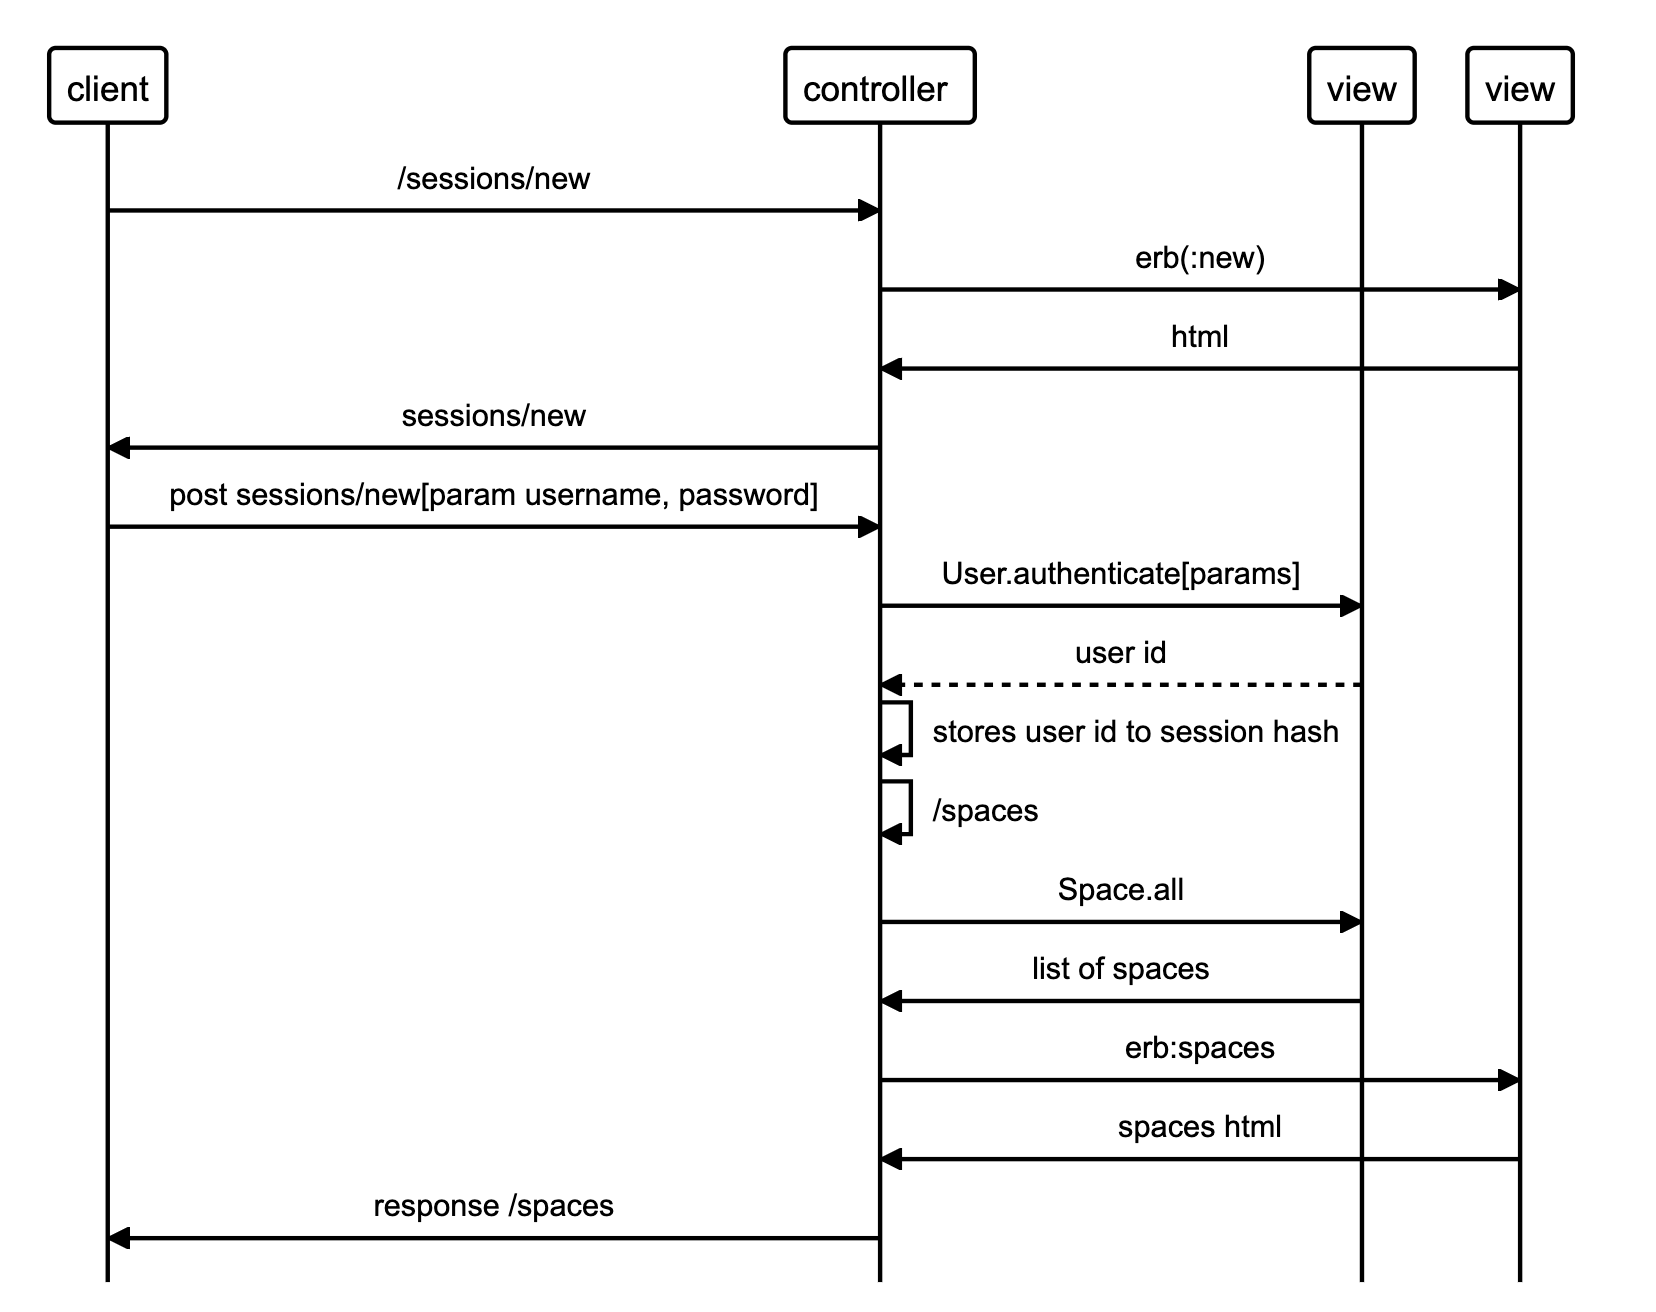 client
controller
view
view
/sessions/new
erb(:new)
html
sessions/new
post sessions/new[param username, password]
User.authenticate[params]
user id
stores user id to session hash
/spaces
Space.all
list of spaces
erb:spaces
spaces html
response /spaces